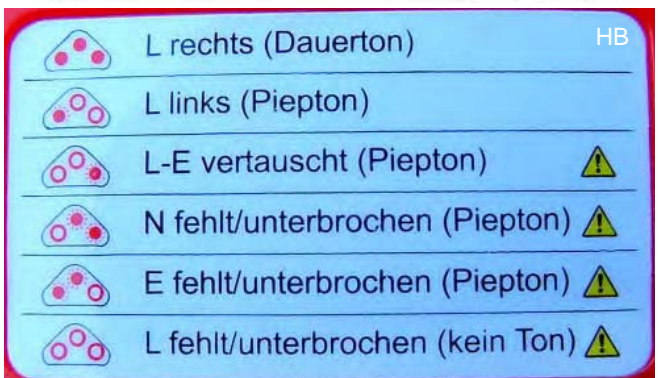 L rechts (Dauerton)
HB
L links (Piepton)
L-E vertauscht (Piepton)
N fehlt/unterbrochen (Piepton)
E fehlt/unterbrochen (Piepton)
L fehlt/unterbrochen (kein Ton)